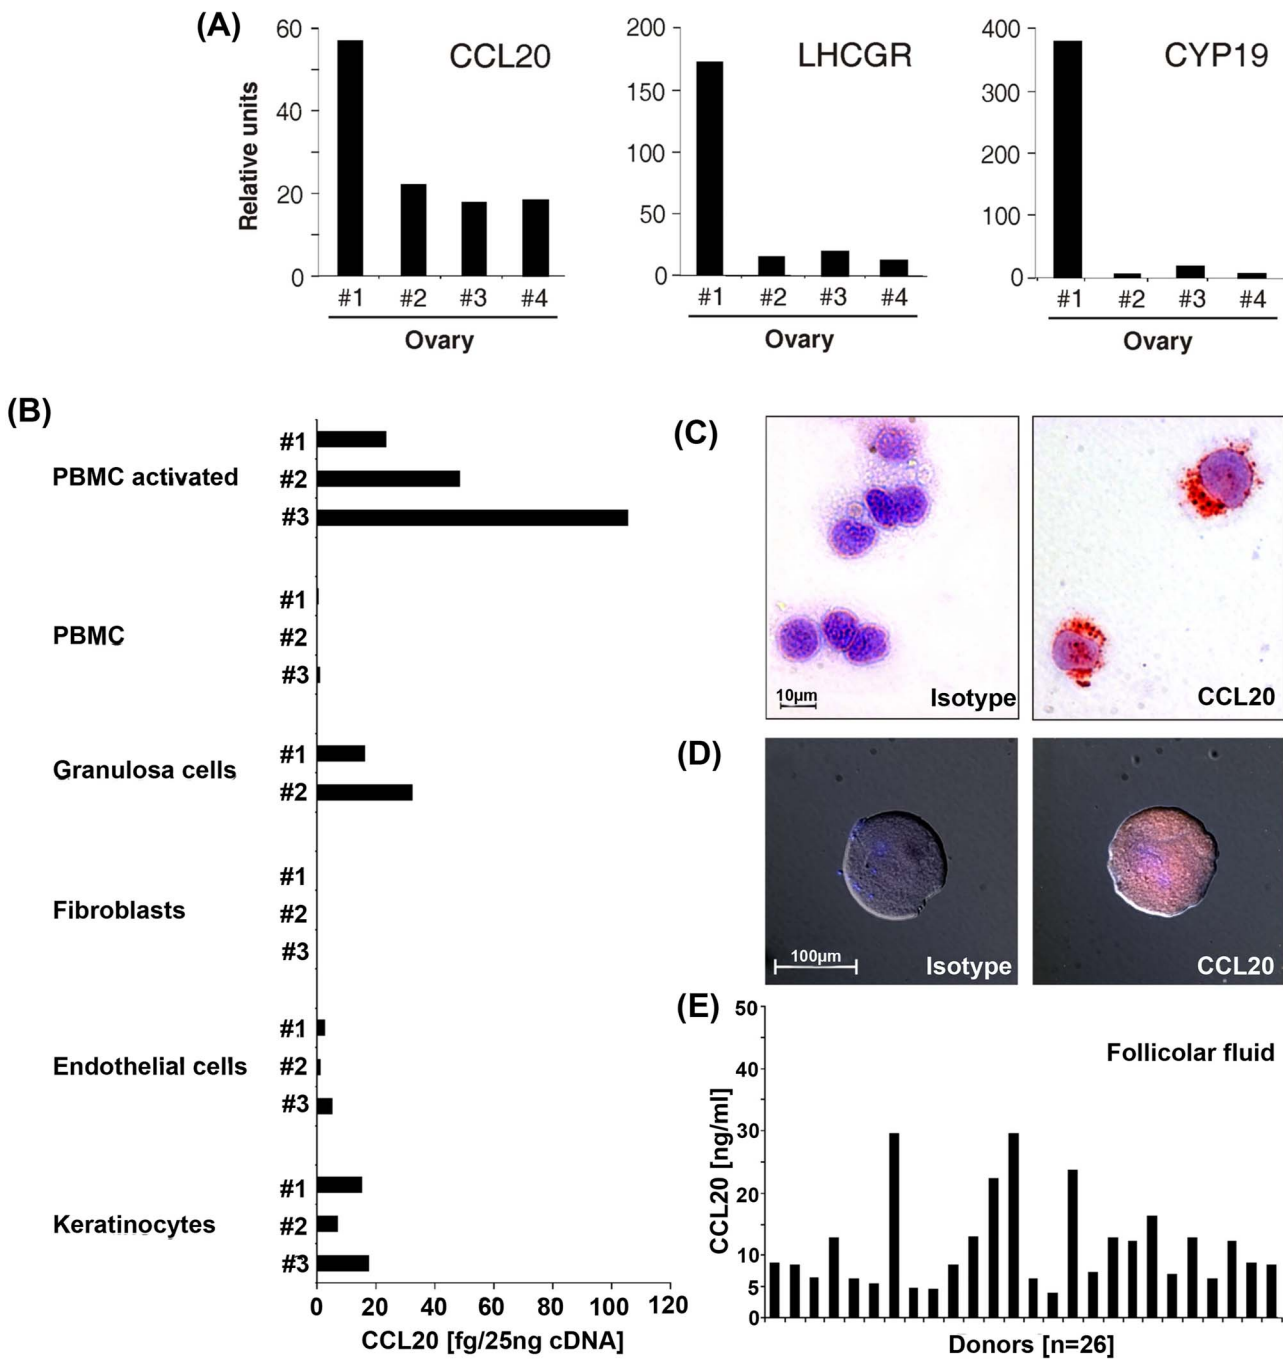 (A)
CCL20
LHCGR
CYP19
Relative units
60
40
20
0
#1 #2 #3 #4
Ovary
200
150
100
50
0
#1 #2 #3 #4
Ovary
400
300
200
100
0
#1 #2 #3 #4
Ovary
(B)
PBMC activated
#1
#2
#3
PBMC
#1
#2
#3
Granulosa cells
#1
#2
Fibroblasts
#1
#2
#3
Endothelial cells
#1
#2
#3
Keratinocytes
#1
#2
#3
0 20 40 60 80 100 120
CCL20 [fg/25ng cDNA]
(C)
10µm
Isotype
CCL20
(D)
100µm
Isotype
CCL20
(E)
Follicolar fluid
CCL20 [ng/ml]
50
40
30
20
10
5
0
Donors [n=26]